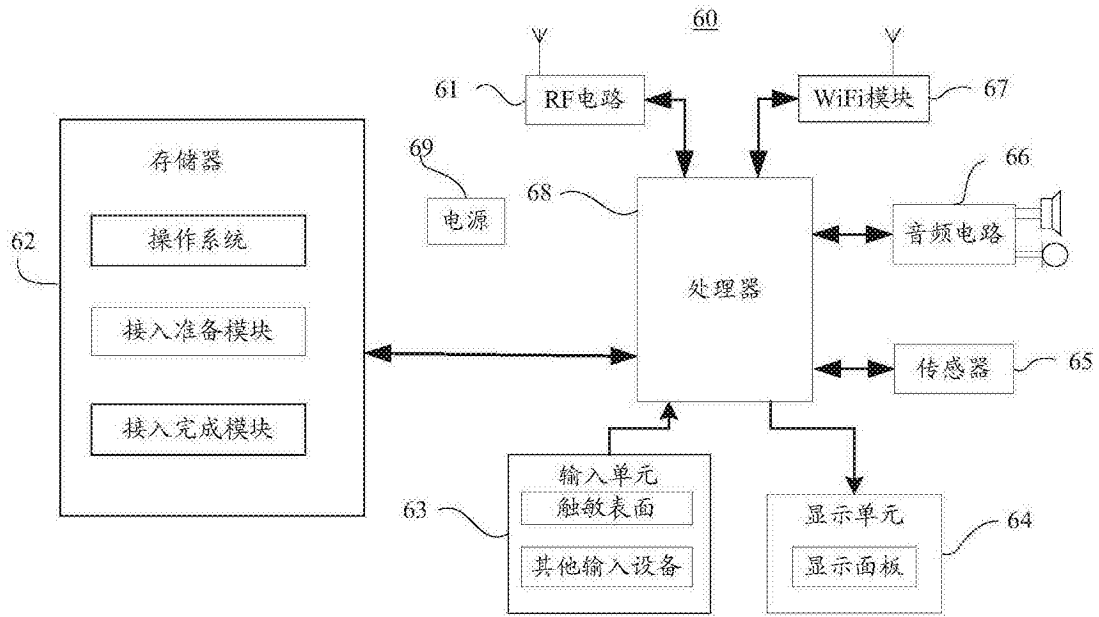 60
61
RF电路
WiFi模块
67
存储器
69
电源
68
66
音频电路
62
操作系统
处理器
接入准备模块
传感器
65
接入完成模块
输入单元
63
触敏表面
其他输入设备
显示单元
64
显示面板